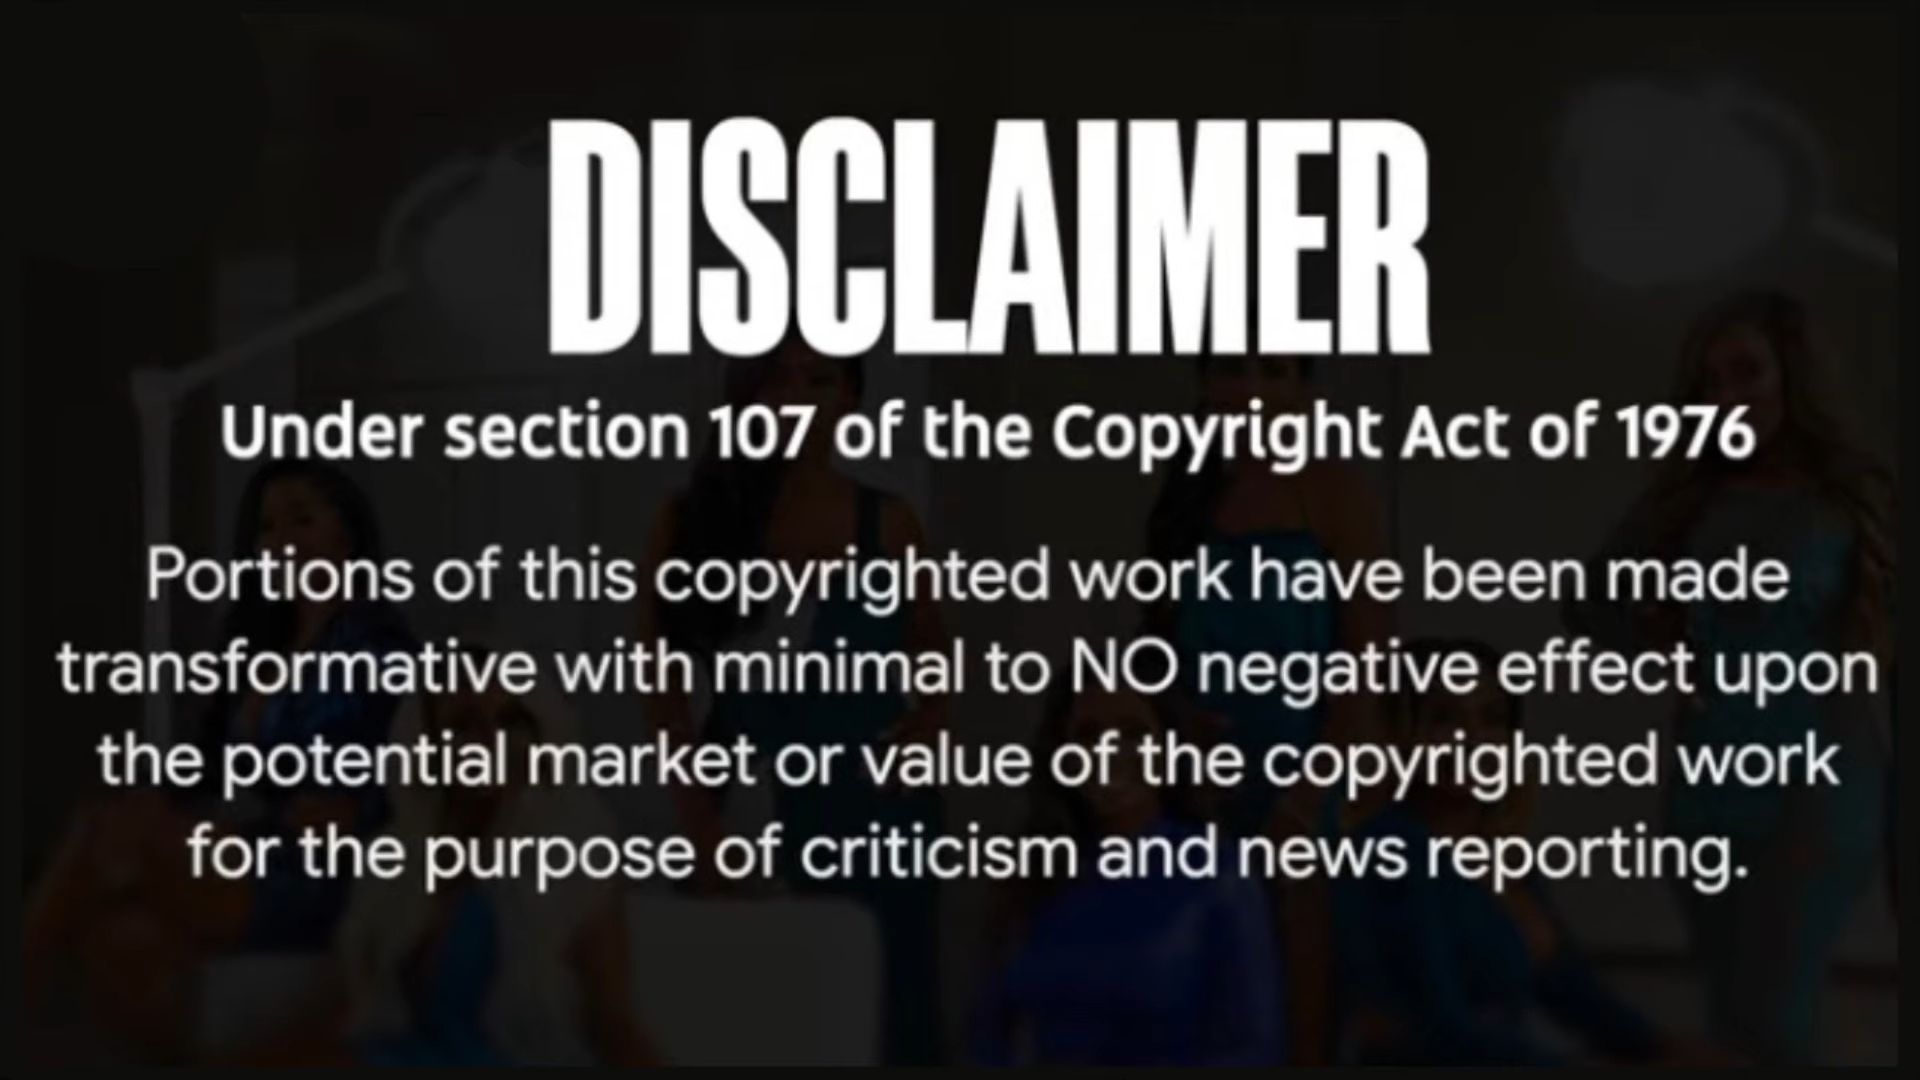 DISCLAIMER
Under section 107 of the Copyright Act of 1976
Portions of this copyrighted work have been made
transformative with minimal to NO negative effect upon
the potential market or value of the copyrighted work
for the purpose of criticism and news reporting.